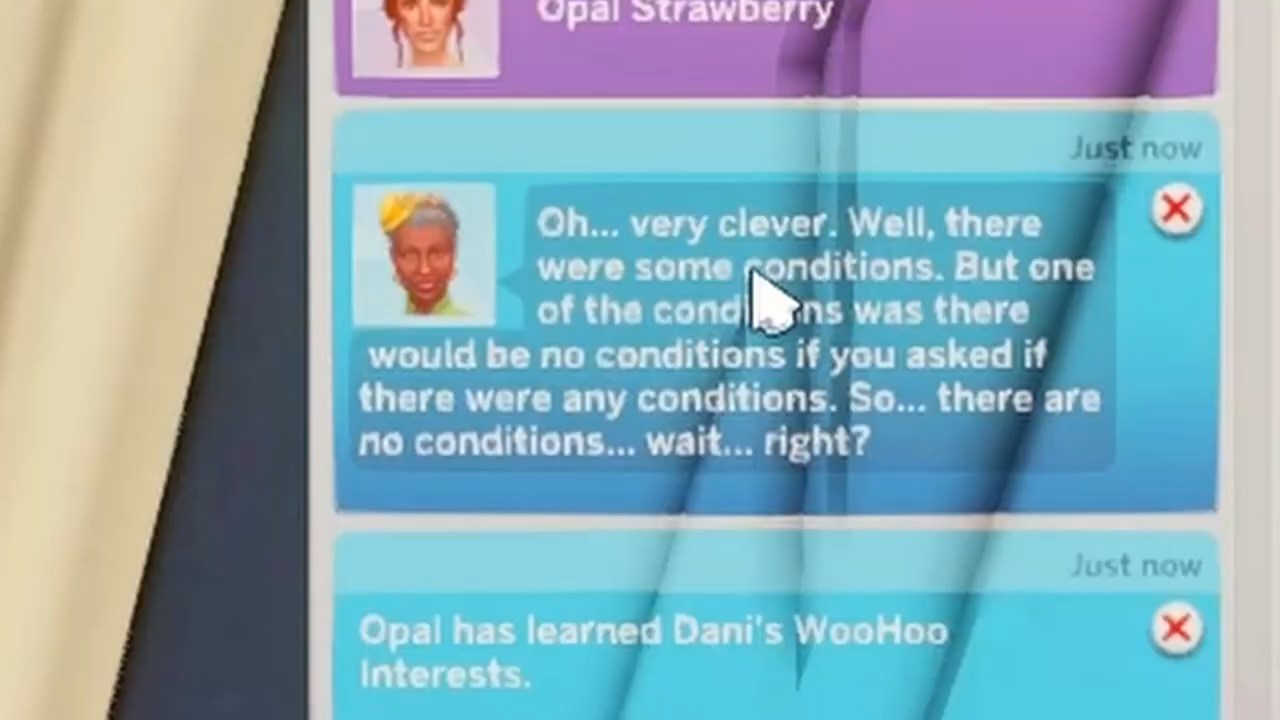 Opal Strawberry
Just now
Oh... very clever. Well, there
were some conditions. But one
of the conditions was there
would be no conditions if you asked if
there were any conditions. So... there are
no conditions... wait... right?
Just now
Opal has learned Dani's WooHoo
Interests.